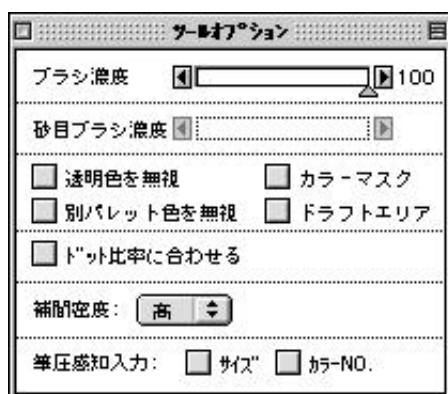 ツールオプション
ブラシ濃度 100
砂目ブラシ濃度
透明色を無視 カラーマスク
別パレット色を無視 ドラフトエリア
ドット比率に合わせる
補間密度: 高
筆圧感知入力: サイズ カラーNO.